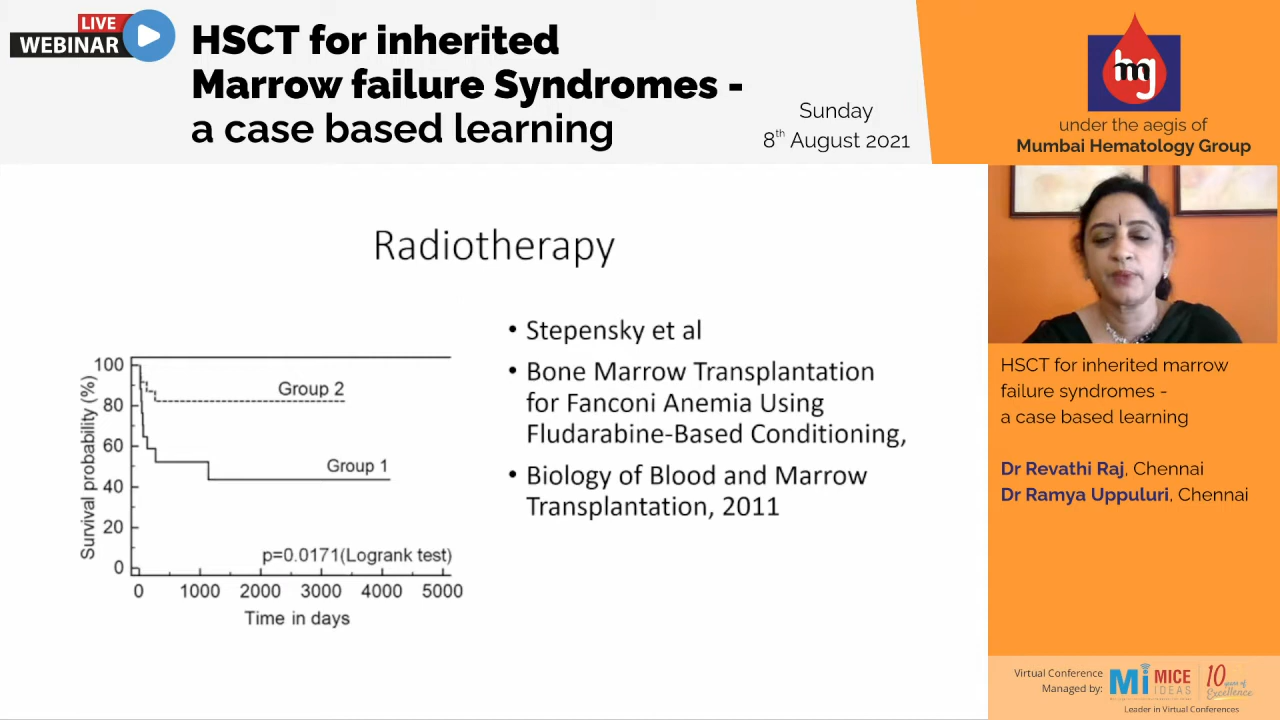 LIVE
WEBINAR
HSCT for inherited
Marrow failure Syndromes -
a case based learning
Sunday
8th August 2021
mg
under the aegis of
Mumbai Hematology Group
Radiotherapy
100
80
60
40
20
0
Survival probability (%)
Group 2
Group 1
p=0.0171(Logrank test)
0 1000 2000 3000 4000 5000
Time in days
• Stepensky et al
• Bone Marrow Transplantation
for Fanconi Anemia Using
Fludarabine-Based Conditioning,
• Biology of Blood and Marrow
Transplantation, 2011
HSCT for inherited marrow
failure syndromes -
a case based learning
Dr Revathi Raj, Chennai
Dr Ramya Uppuluri, Chennai
Virtual Conference
Managed by:
Mi MICE
IDEAS
10 years of
Excellence
Leader in Virtual Conferences